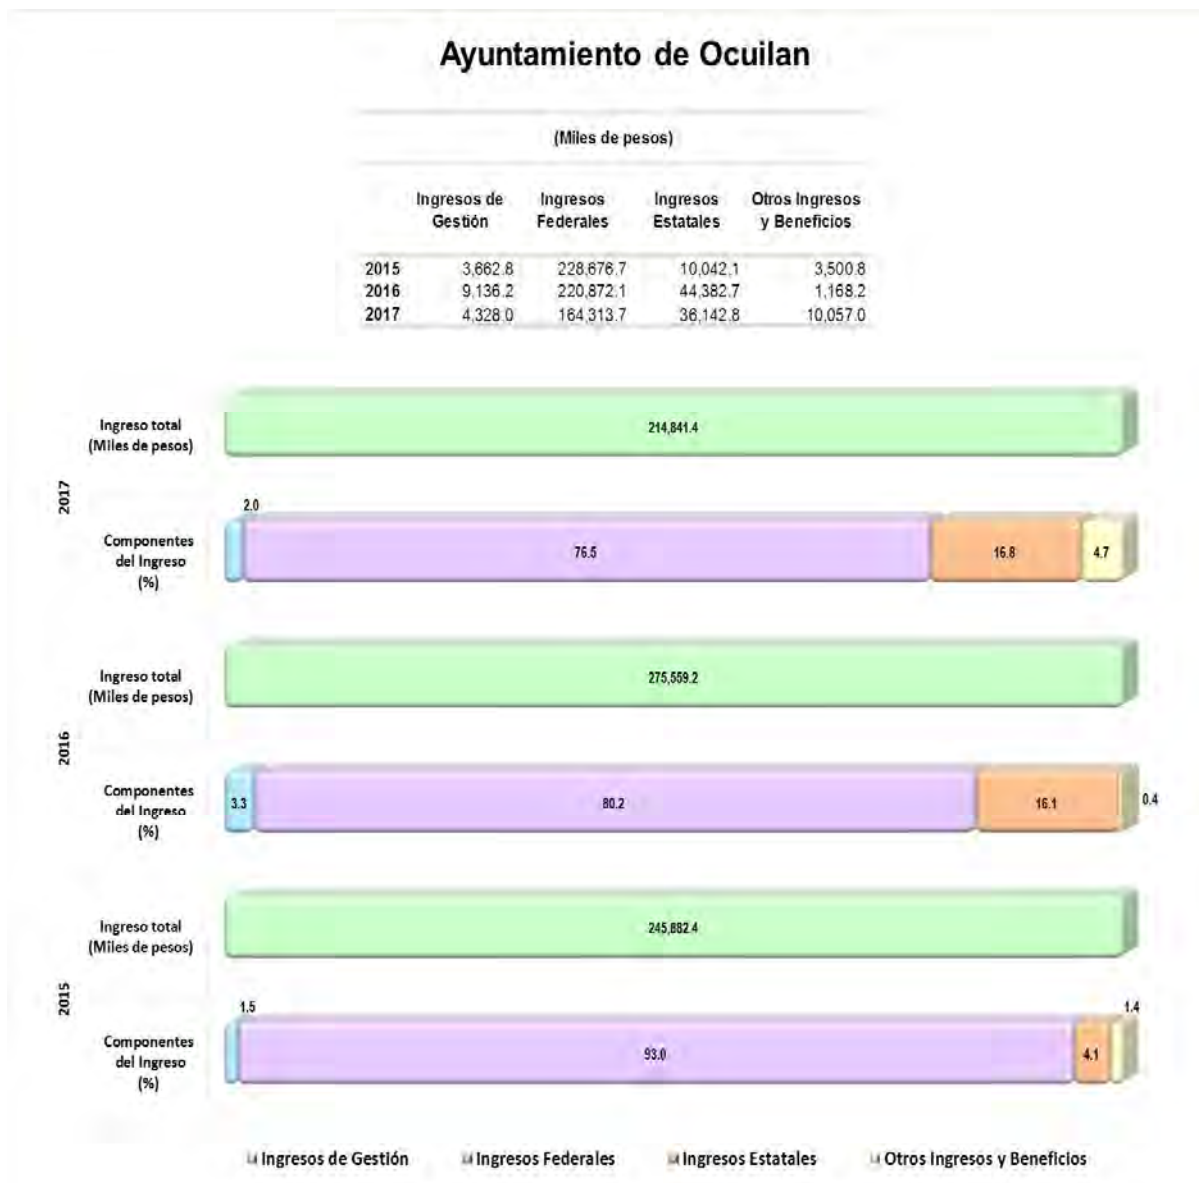 Ayuntamiento de Ocuilan
(Miles de pesos)
Ingresos de Ingresos Ingresos Otros Ingresos
Gestión Federales Estatales y Beneficios
2015 3,662.8 228,676.7 10,042.1 3,500.8
2016 9,136.2 220,872.1 44,382.7 1,168.2
2017 4,328.0 164,313.7 36,142.8 10,057.0
2017
Ingreso total
(Miles de pesos)
214,841.4
Componentes
del Ingreso
(%)
2.0 76.5 16.8 4.7
2016
Ingreso total
(Miles de pesos)
275,559.2
Componentes
del Ingreso
(%)
3.3 80.2 16.1 0.4
2015
Ingreso total
(Miles de pesos)
245,882.4
Componentes
del Ingreso
(%)
1.5 93.0 4.1 1.4
Ingresos de Gestión Ingresos Federales Ingresos Estatales Otros Ingresos y Beneficios